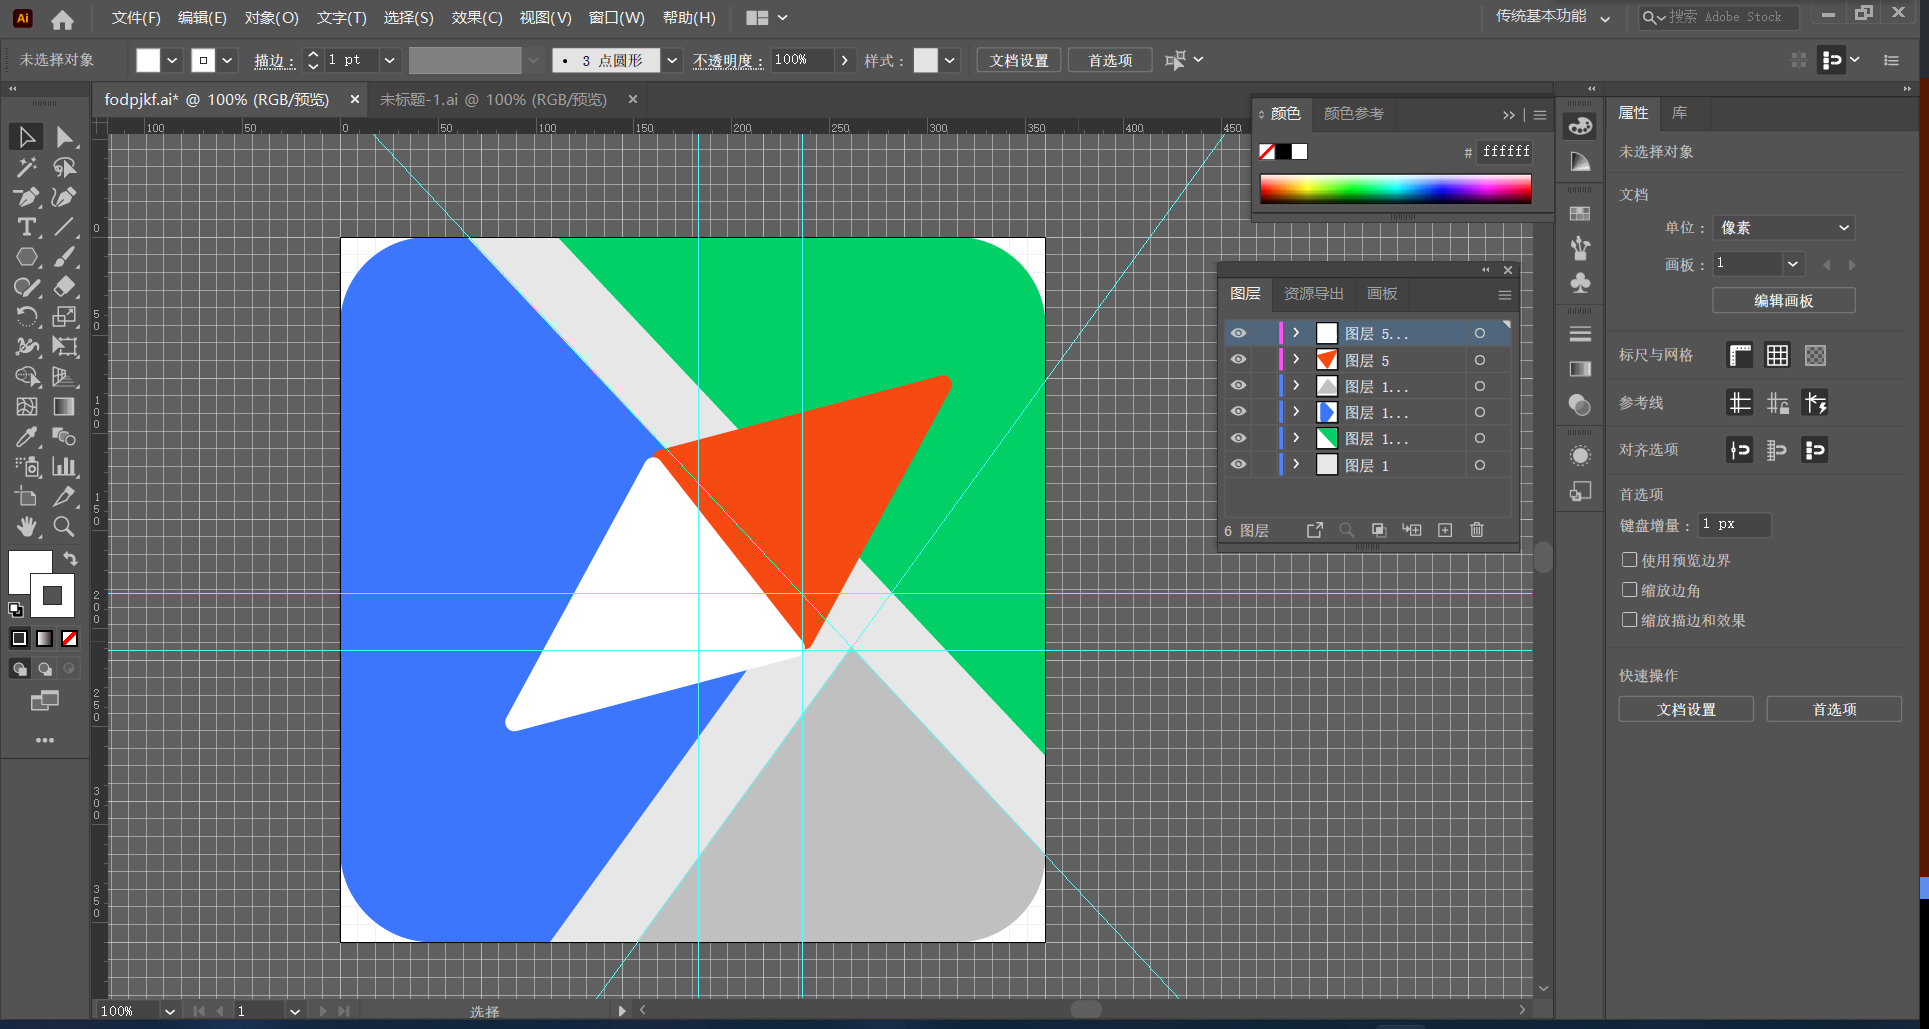 Ai 文件(F) 编辑(E) 对象(O) 文字(T) 选择(S) 效果(C) 视图(V) 窗口(W) 帮助(H) 传统基本功能 搜索 Adobe Stock
未选择对象 描边： 1 pt 3 点圆形 不透明度： 100% 样式： 文档设置 首选项
fodpjkf.ai* @ 100% (RGB/预览) × 未标题-1.ai @ 100% (RGB/预览) ×
100 50 0 50 100 150 200 250 300 350 400 450
0
50
100
150
200
250
300
350
颜色 颜色参考
# ffffff
图层 资源导出 画板
图层 5...
图层 5
图层 1...
图层 1...
图层 1...
图层 1
6 图层
属性 库
未选择对象
文档
单位： 像素
画板： 1
编辑画板
标尺与网格
参考线
对齐选项
首选项
键盘增量： 1 px
使用预览边界
缩放边角
缩放描边和效果
快速操作
文档设置 首选项
100% 1 选择